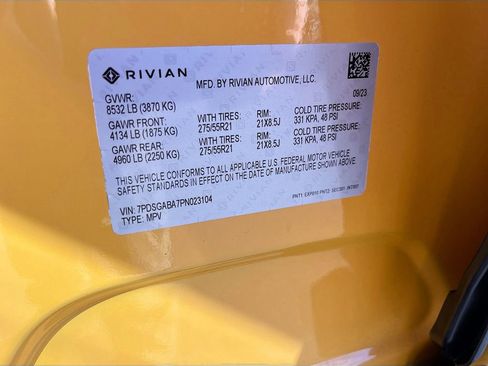 RIVIAN
MFD. BY RIVIAN AUTOMOTIVE, LLC.
09/23
GVWR:
8532 LB (3870 KG)
GAWR FRONT: WITH TIRES: RIM: COLD TIRE PRESSURE:
4134 LB (1875 KG) 275/55R21 21X8.5J 331 KPA, 48 PSI
GAWR REAR: WITH TIRES: RIM: COLD TIRE PRESSURE:
4960 LB (2250 KG) 275/55R21 21X8.5J 331 KPA, 48 PSI
THIS VEHICLE CONFORMS TO ALL APPLICABLE U.S. FEDERAL MOTOR VEHICLE
SAFETY STANDARDS IN EFFECT ON THE DATE OF MANUFACTURE SHOWN ABOVE.
VIN: 7PDSGABA7PN023104
TYPE: MPV